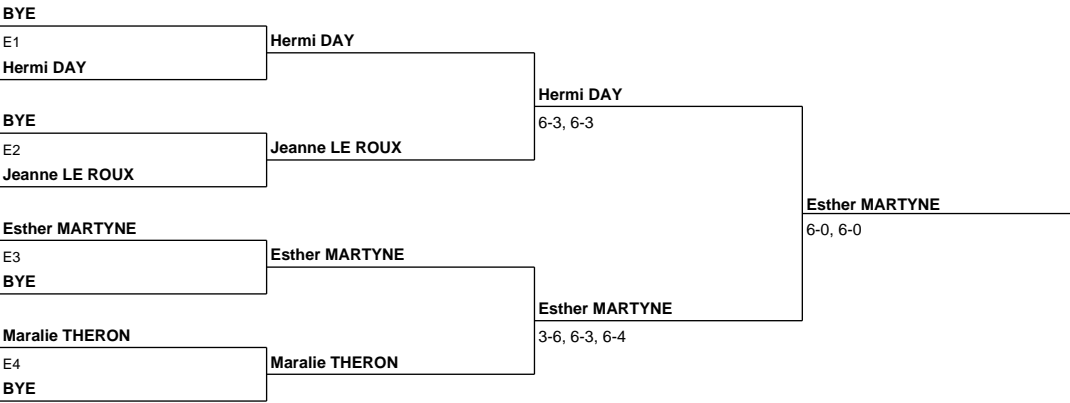 BYE
E1
Hermi DAY
BYE
E2
Jeanne LE ROUX
Esther MARTYNE
E3
BYE
Maralie THERON
E4
BYE
Hermi DAY
Jeanne LE ROUX
Esther MARTYNE
Maralie THERON
Hermi DAY
6-3, 6-3
Esther MARTYNE
3-6, 6-3, 6-4
Esther MARTYNE
6-0, 6-0